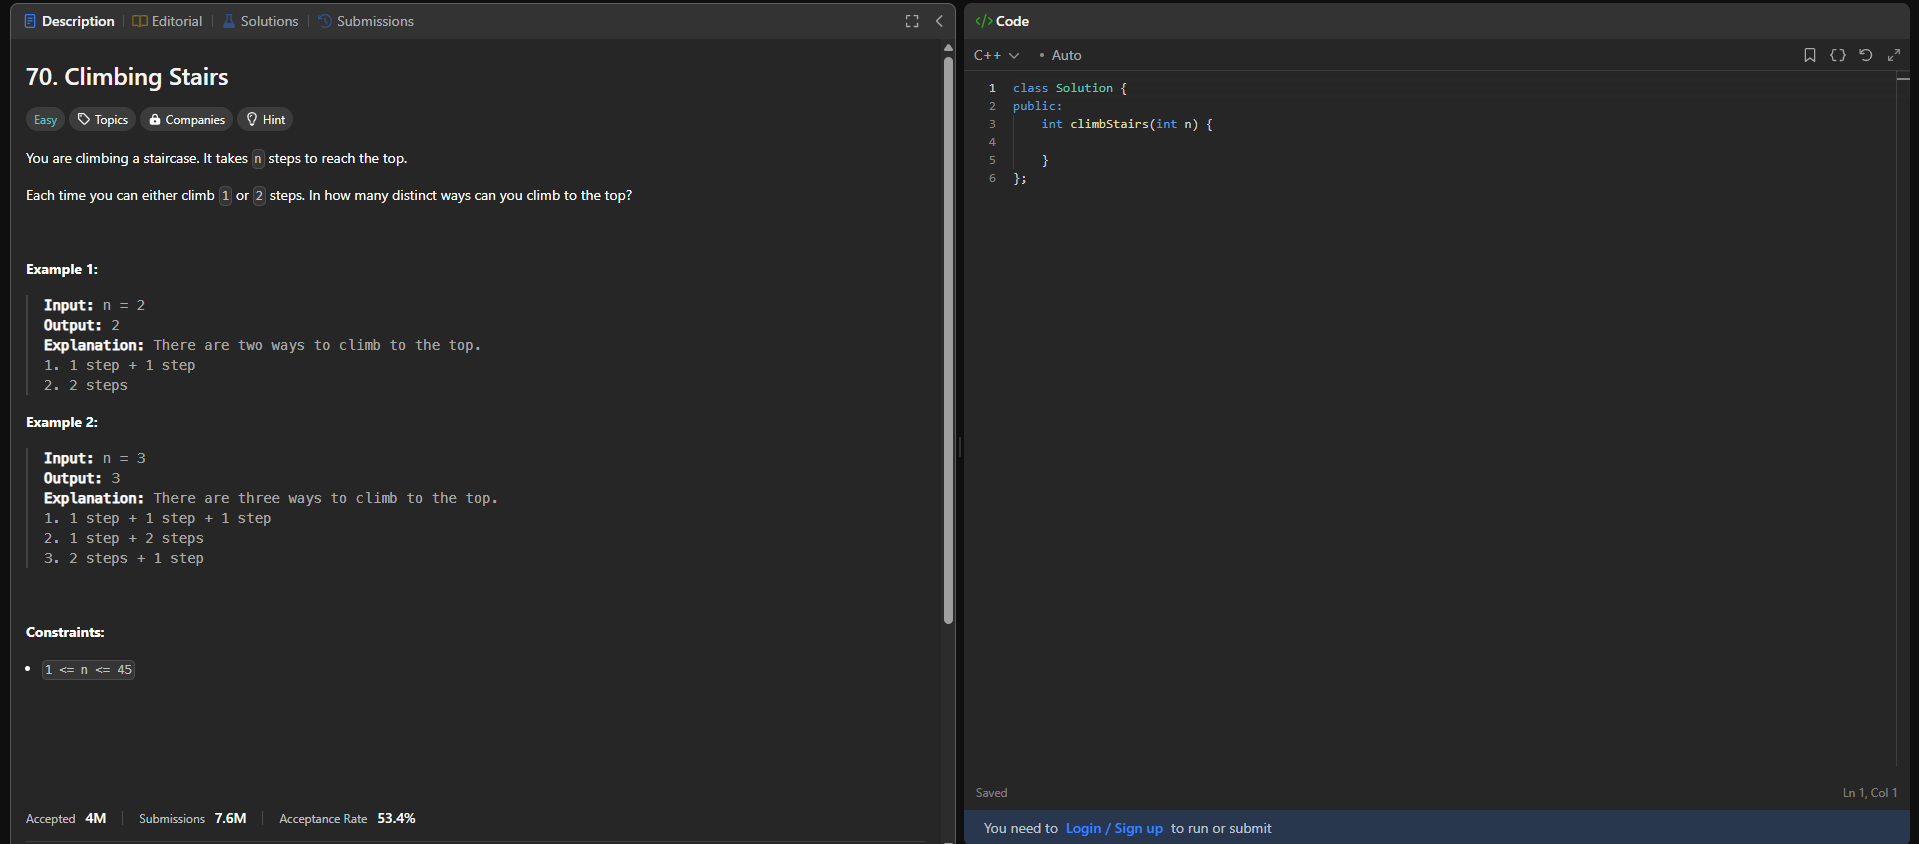 Description Editorial Solutions Submissions
70. Climbing Stairs
Easy Topics Companies Hint
You are climbing a staircase. It takes n steps to reach the top.
Each time you can either climb 1 or 2 steps. In how many distinct ways can you climb to the top?
Example 1:
Input: n = 2
Output: 2
Explanation: There are two ways to climb to the top.
1. 1 step + 1 step
2. 2 steps
Example 2:
Input: n = 3
Output: 3
Explanation: There are three ways to climb to the top.
1. 1 step + 1 step + 1 step
2. 1 step + 2 steps
3. 2 steps + 1 step
Constraints:
• 1 <= n <= 45
Accepted 4M Submissions 7.6M Acceptance Rate 53.4%
</> Code
C++ • Auto
1 class Solution {
2 public:
3     int climbStairs(int n) {
4
5     }
6 };
Saved Ln 1, Col 1
You need to Login / Sign up to run or submit